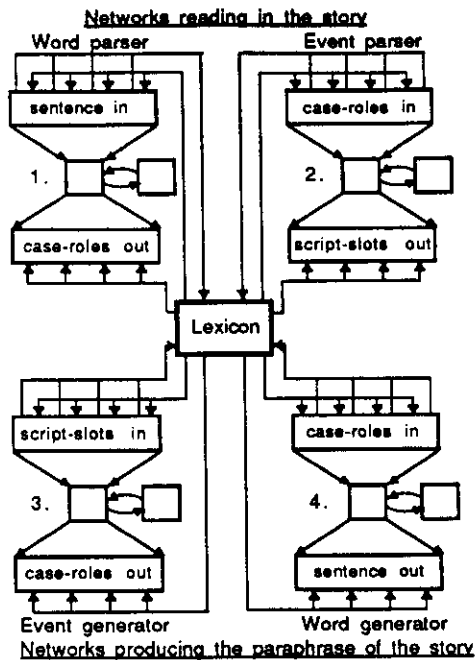 Networks reading in the story
Word parser
Event parser
sentence in
case-roles in
1.
2.
case-roles out
script-slots out
Lexicon
script-slots in
case-roles in
3.
4.
case-roles out
sentence out
Event generator
Word generator
Networks producing the paraphrase of the story